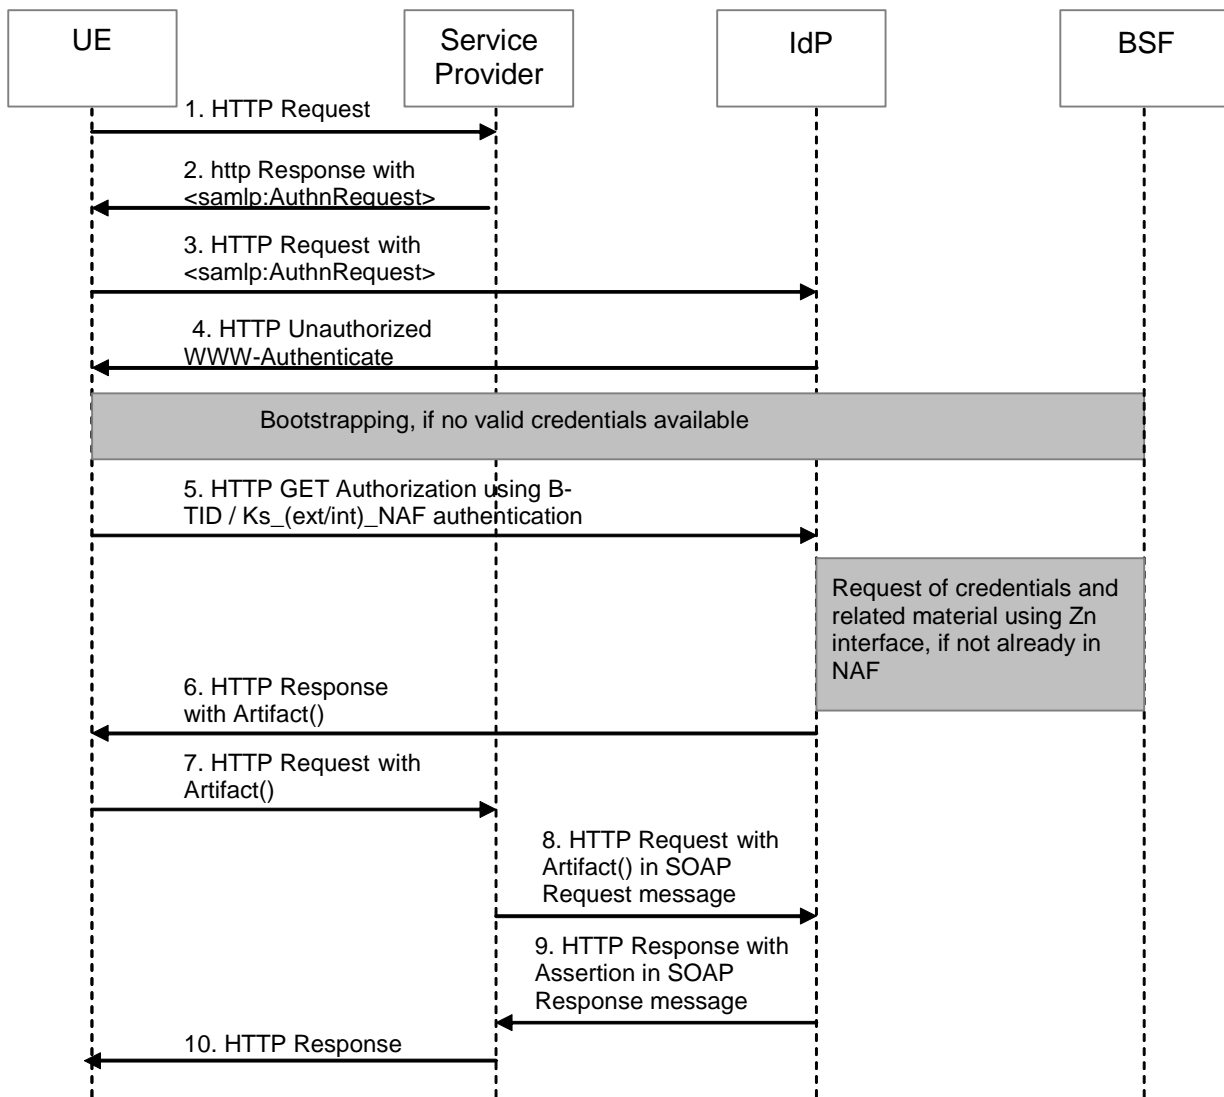 UE
Service
Provider
IdP
BSF
1. HTTP Request
2. http Response with
<samlp:AuthnRequest>
3. HTTP Request with
<samlp:AuthnRequest>
4. HTTP Unauthorized
WWW-Authenticate
Bootstrapping, if no valid credentials available
5. HTTP GET Authorization using B-
TID / Ks_(ext/int)_NAF authentication
Request of credentials and
related material using Zn
interface, if not already in
NAF
6. HTTP Response
with Artifact()
7. HTTP Request with
Artifact()
8. HTTP Request with
Artifact() in SOAP
Request message
9. HTTP Response with
Assertion in SOAP
Response message
10. HTTP Response